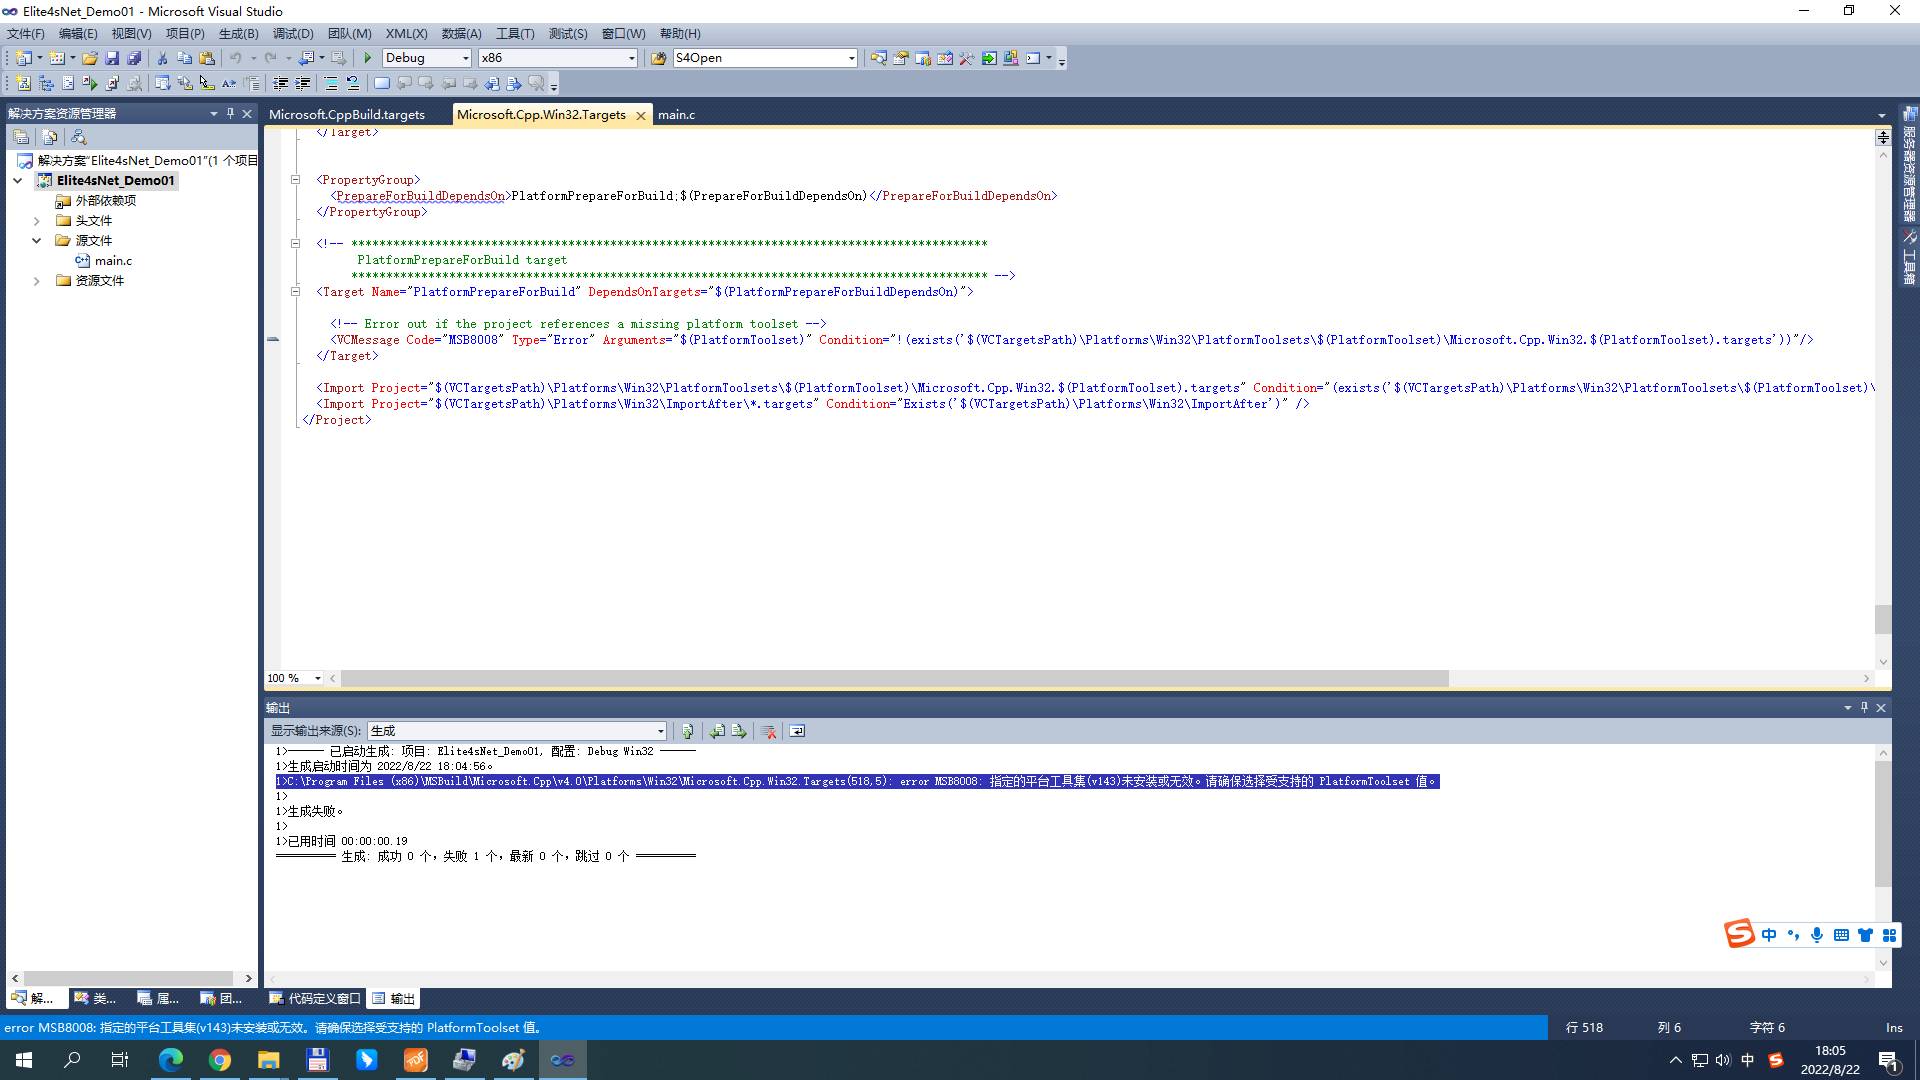 Elite4sNet_Demo01 - Microsoft Visual Studio
文件(F) 编辑(E) 视图(V) 项目(P) 生成(B) 调试(D) 团队(M) XML(X) 数据(A) 工具(T) 测试(S) 窗口(W) 帮助(H)
Debug x86 S4Open
解决方案资源管理器
Microsoft.CppBuild.targets Microsoft.Cpp.Win32.Targets main.c
解决方案"Elite4sNet_Demo01"(1 个项目
Elite4sNet_Demo01
外部依赖项
头文件
源文件
main.c
资源文件
</Target>
<PropertyGroup>
<PrepareForBuildDependsOn>PlatformPrepareForBuild;$(PrepareForBuildDependsOn)</PrepareForBuildDependsOn>
</PropertyGroup>
<!-- *******************************************************************************************
PlatformPrepareForBuild target
******************************************************************************************* -->
<Target Name="PlatformPrepareForBuild" DependsOnTargets="$(PlatformPrepareForBuildDependsOn)">
<!-- Error out if the project references a missing platform toolset -->
<VCMessage Code="MSB8008" Type="Error" Arguments="$(PlatformToolset)" Condition="!(exists('$(VCTargetsPath)\Platforms\Win32\PlatformToolsets\$(PlatformToolset)\Microsoft.Cpp.Win32.$(PlatformToolset).targets'))"/>
</Target>
<Import Project="$(VCTargetsPath)\Platforms\Win32\PlatformToolsets\$(PlatformToolset)\Microsoft.Cpp.Win32.$(PlatformToolset).targets" Condition="(exists('$(VCTargetsPath)\Platforms\Win32\PlatformToolsets\$(PlatformToolset)\
<Import Project="$(VCTargetsPath)\Platforms\Win32\ImportAfter\*.targets" Condition="Exists('$(VCTargetsPath)\Platforms\Win32\ImportAfter')" />
</Project>
服务器资源管理器
工具箱
100 %
输出
显示输出来源(S): 生成
1>------ 已启动生成: 项目: Elite4sNet_Demo01, 配置: Debug Win32 ------
1>生成启动时间为 2022/8/22 18:04:56。
1>C:\Program Files (x86)\MSBuild\Microsoft.Cpp\v4.0\Platforms\Win32\Microsoft.Cpp.Win32.Targets(518,5): error MSB8008: 指定的平台工具集(v143)未安装或无效。请确保选择受支持的 PlatformToolset 值。
1>
1>生成失败。
1>
1>已用时间 00:00:00.19
========== 生成: 成功 0 个，失败 1 个，最新 0 个，跳过 0 个 ==========
中
解... 类... 属... 团... 代码定义窗口 输出
error MSB8008: 指定的平台工具集(v143)未安装或无效。请确保选择受支持的 PlatformToolset 值。 行 518 列 6 字符 6 Ins
PDF
中
18:05
2022/8/22
1